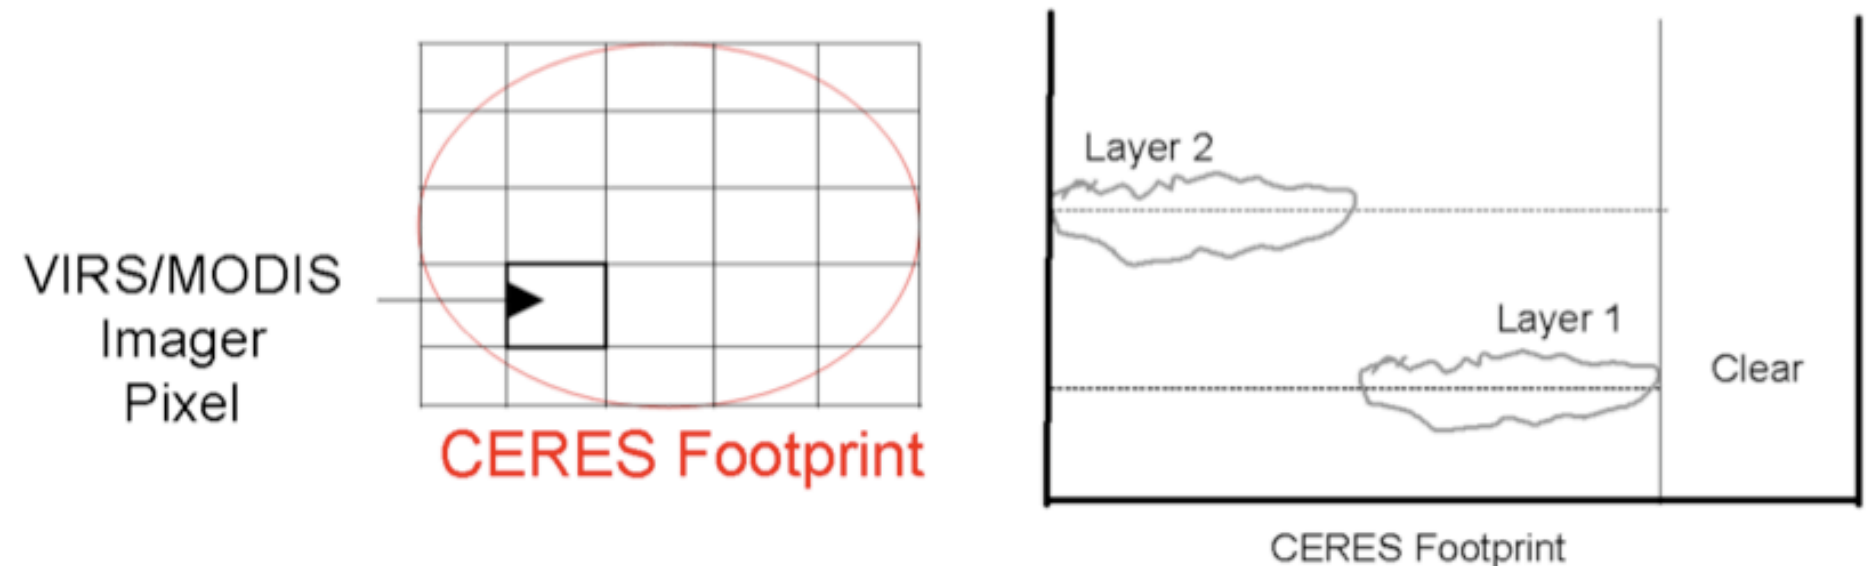 VIRS/MODIS
Imager
Pixel
CERES Footprint
Layer 2
Layer 1
Clear
CERES Footprint